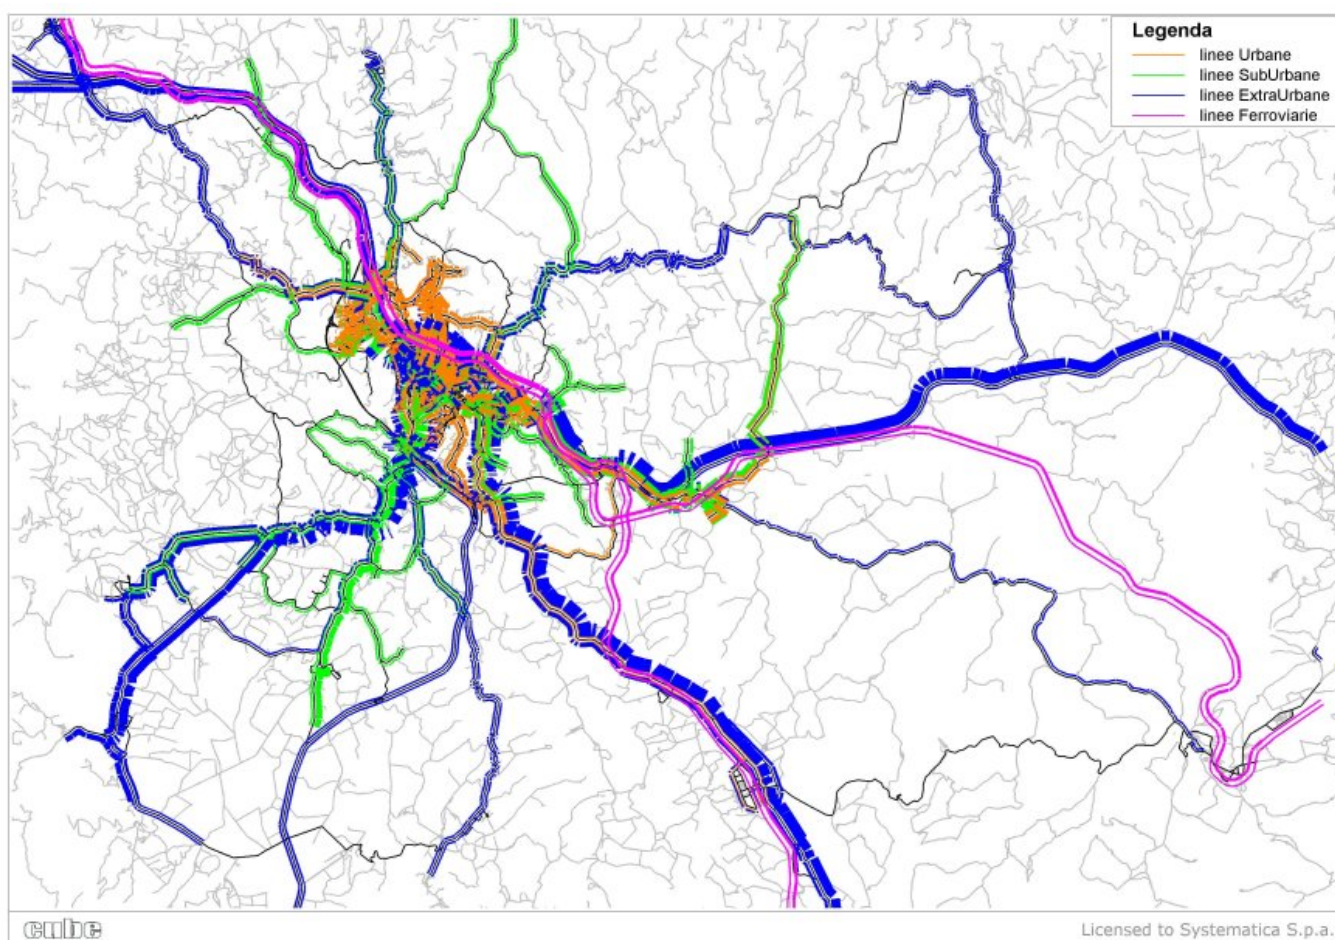 Legenda
linee Urbane
linee SubUrbane
linee ExtraUrbane
linee Ferroviarie
cube
Licensed to Systematica S.p.a.